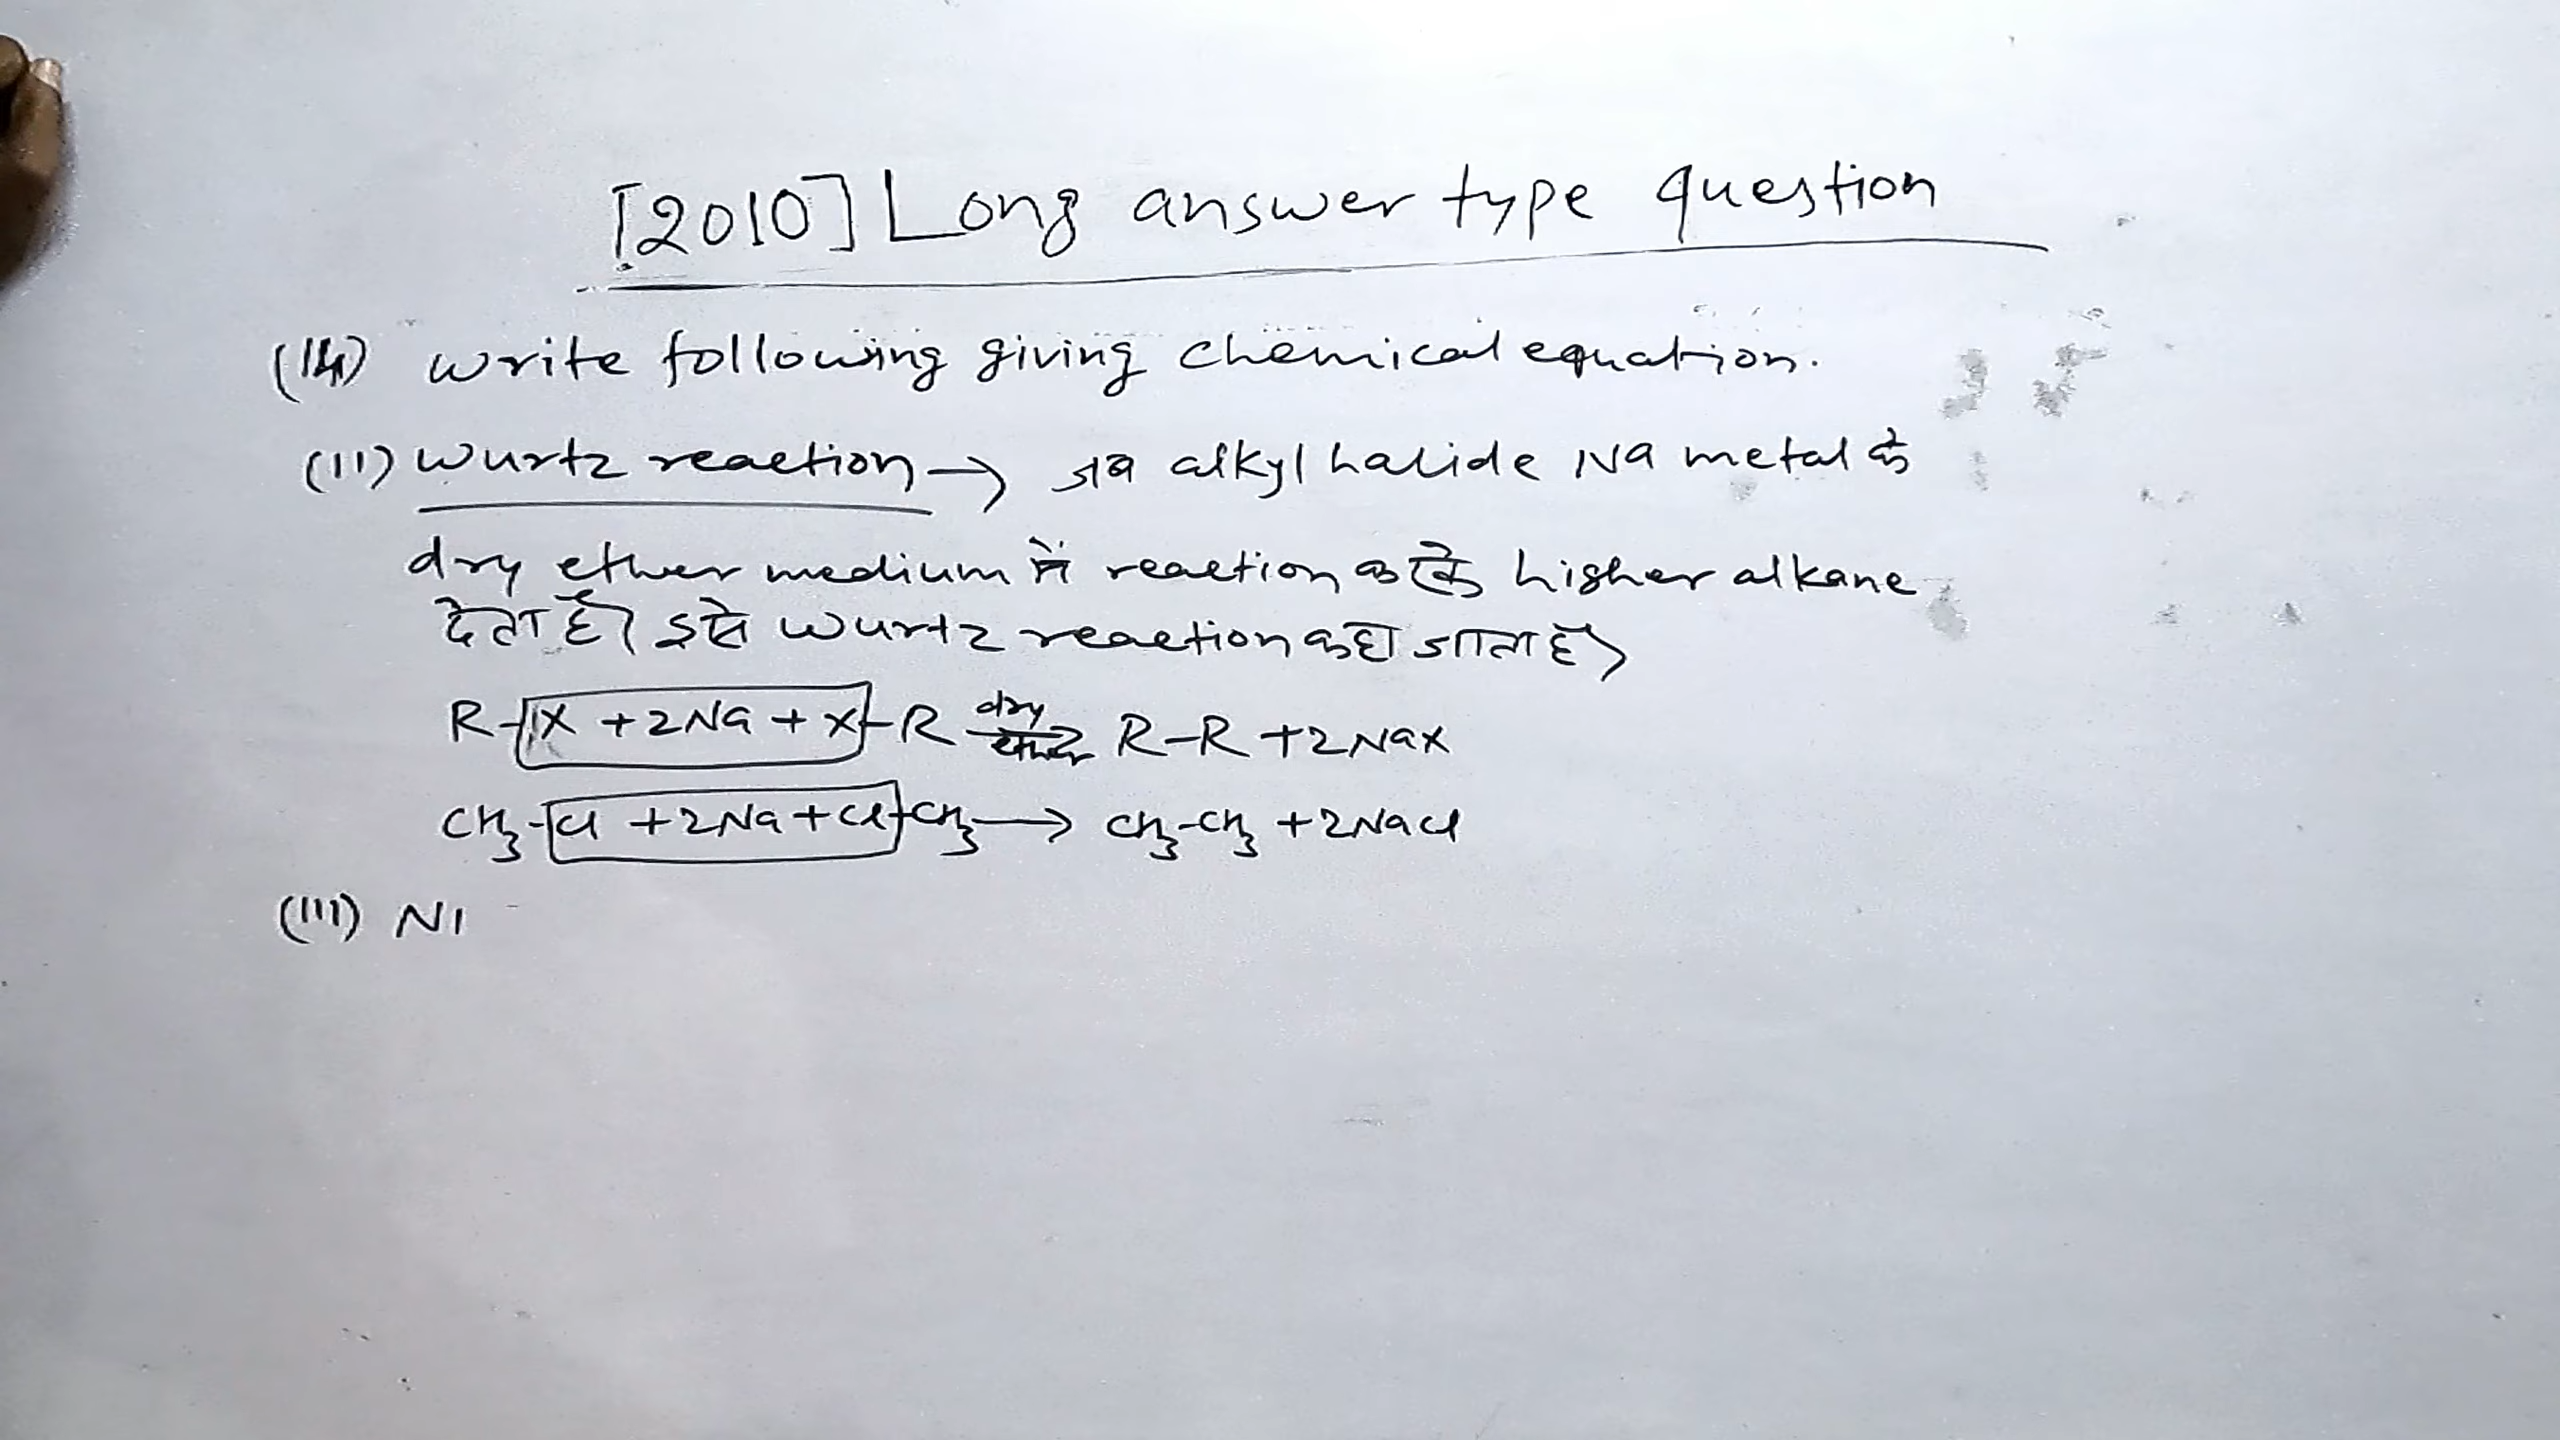 [2010] Long answer type question
(14) write following giving chemical equation.
(11) wurtz reaction → जब alkyl halide Na metal के
dry ether medium में reaction करके higher alkane
देता है। इसे wurtz reaction कहा जाता है>
R-X + 2Na + X-R dry ether → R-R + 2NaX
CH3-Cl + 2Na + Cl-CH3 → CH3-CH3 + 2NaCl
(111) NI